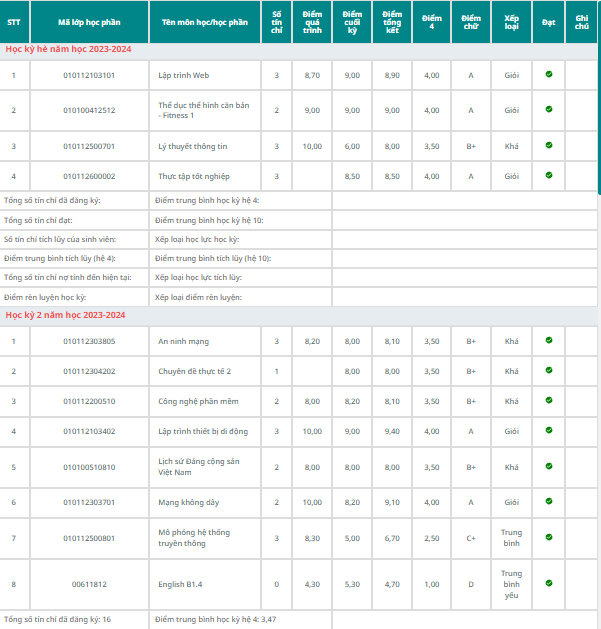 STT Mã lớp học phần Tên môn học/học phần Số tín chỉ Điểm quá trình Điểm cuối kỳ Điểm tổng kết Điểm 4 Điểm chữ Xếp loại Đạt Ghi chú
Học kỳ hè năm học 2023-2024
1 010112103101 Lập trình Web 3 8,70 9,00 8,90 4,00 A Giỏi
2 010100412512 Thể dục thể hình căn bản - Fitness 1 2 9,00 9,00 9,00 4,00 A Giỏi
3 010112500701 Lý thuyết thông tin 3 10,00 6,00 8,00 3,50 B+ Khá
4 010112600002 Thực tập tốt nghiệp 3 8,50 8,50 4,00 A Giỏi
Tổng số tín chỉ đã đăng ký: Điểm trung bình học kỳ hệ 4:
Tổng số tín chỉ đạt: Điểm trung bình học kỳ hệ 10:
Số tín chỉ tích lũy của sinh viên: Xếp loại học lực học kỳ:
Điểm trung bình tích lũy (hệ 4): Điểm trung bình tích lũy (hệ 10):
Tổng số tín chỉ nợ tính đến hiện tại: Xếp loại học lực tích lũy:
Điểm rèn luyện học kỳ: Xếp loại điểm rèn luyện:
Học kỳ 2 năm học 2023-2024
1 010112303805 An ninh mạng 3 8,20 8,00 8,10 3,50 B+ Khá
2 010112304202 Chuyên đề thực tế 2 1 8,00 8,00 3,50 B+ Khá
3 010112200510 Công nghệ phần mềm 2 8,00 8,20 8,10 3,50 B+ Khá
4 010112103402 Lập trình thiết bị di động 3 10,00 9,00 9,40 4,00 A Giỏi
5 010100510810 Lịch sử Đảng cộng sản Việt Nam 2 8,00 8,00 8,00 3,50 B+ Khá
6 010112303701 Mạng không dây 2 10,00 8,20 9,10 4,00 A Giỏi
7 010112500801 Mô phỏng hệ thống truyền thông 3 8,30 5,00 6,70 2,50 C+ Trung bình
8 00611812 English B1.4 0 4,30 5,30 4,70 1,00 D Trung bình yếu
Tổng số tín chỉ đã đăng ký: 16 Điểm trung bình học kỳ hệ 4: 3,47